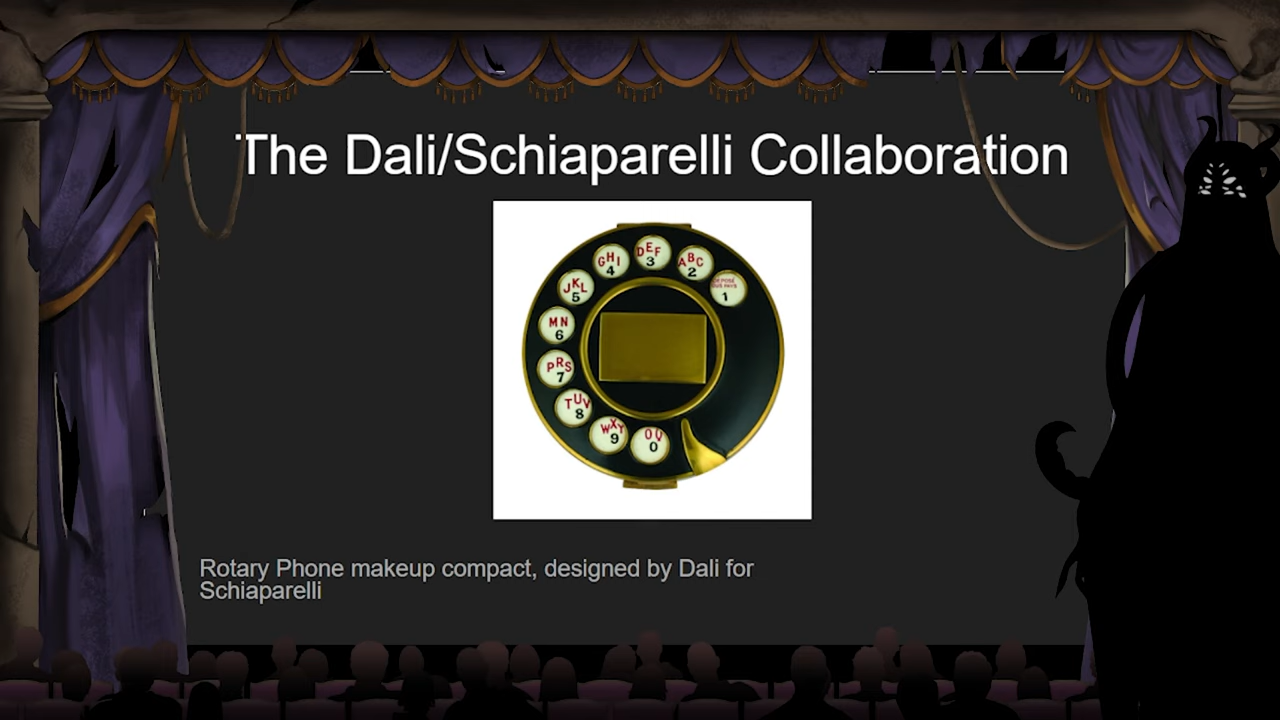 The Dali/Schiaparelli Collaboration
DEF
3
GHI
4
ABC
2
JKL
5
1
MN
6
PRS
7
TUV
8
WXY
9
0
Rotary Phone makeup compact, designed by Dali for
Schiaparelli